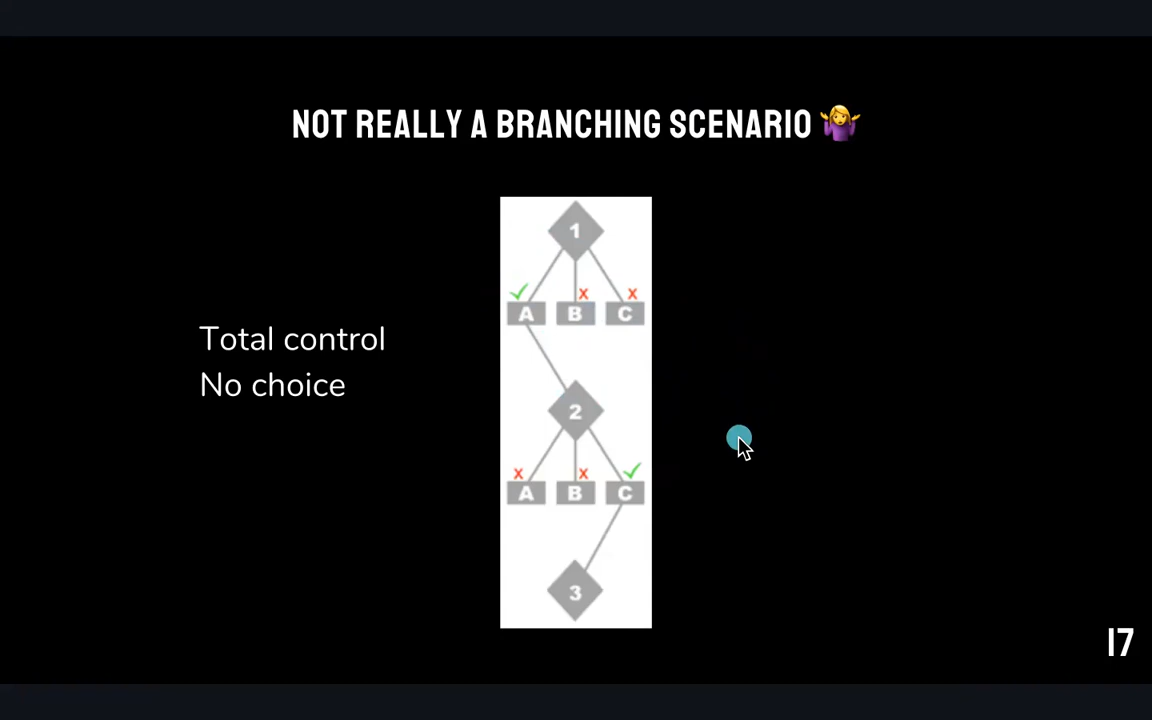 NOT REALLY A BRANCHING SCENARIO 🤷‍♀️
1
A B C
Total control
No choice
2
A B C
3
17